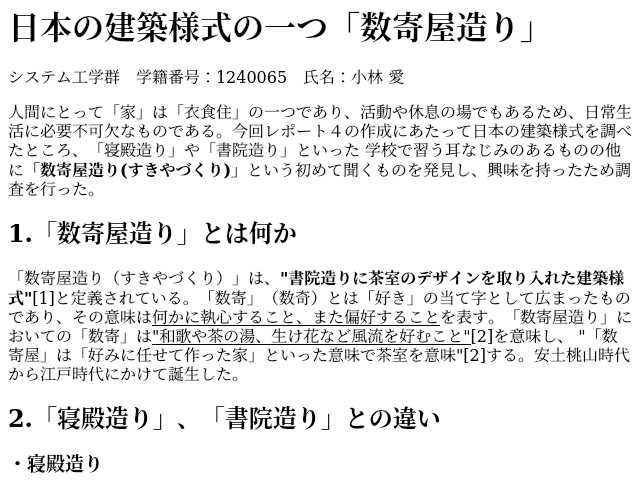 日本の建築様式の一つ「数寄屋造り」
システム工学群　学籍番号：1240065　氏名：小林 愛
人間にとって「家」は「衣食住」の一つであり、活動や休息の場でもあるため、日常生
活に必要不可欠なものである。今回レポート４の作成にあたって日本の建築様式を調べ
たところ、「寝殿造り」や「書院造り」といった 学校で習う耳なじみのあるものの他
に「数寄屋造り(すきやづくり)」という初めて聞くものを発見し、興味を持ったため調
査を行った。
1.「数寄屋造り」とは何か
「数寄屋造り（すきやづくり）」は、"書院造りに茶室のデザインを取り入れた建築様
式"[1]と定義されている。「数寄」（数奇）とは「好き」の当て字として広まったもの
であり、その意味は何かに執心すること、また偏好することを表す。「数寄屋造り」に
おいての「数寄」は"和歌や茶の湯、生け花など風流を好むこと"[2]を意味し、 "「数
寄屋」は「好みに任せて作った家」といった意味で茶室を意味"[2]する。安土桃山時代
から江戸時代にかけて誕生した。
2.「寝殿造り」、「書院造り」との違い
・寝殿造り